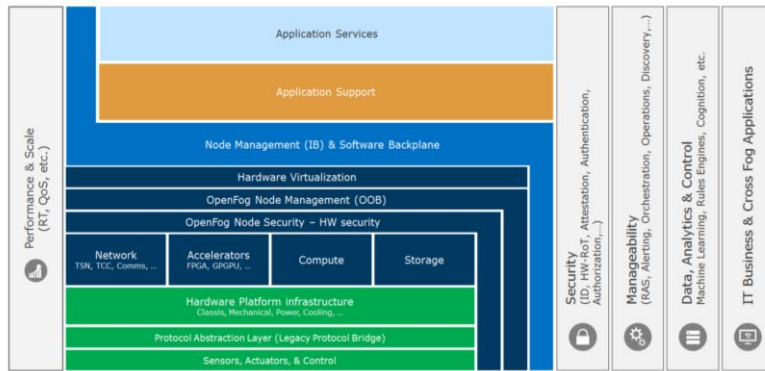 Performance & Scale
(RT, QoS, etc.)
Application Services
Application Support
Node Management (IB) & Software Backplane
Hardware Virtualization
OpenFog Node Management (OOB)
OpenFog Node Security – HW security
Network
TSN, TCC, Comms, ...
Accelerators
FPGA, GPGPU, ...
Compute
Storage
Hardware Platform infrastructure
Classis, Mechanical, Power, Cooling, ...
Protocol Abstraction Layer (Legacy Protocol Bridge)
Sensors, Actuators, & Control
Security
(ID, HW-RoT, Attestation, Authentication,
Authorization,...)
Manageability
(RAS, Alerting, Orchestration, Operations, Discovery,...)
Data, Analytics & Control
Machine Learning, Rules Engines, Cognition, etc.
IT Business & Cross Fog Applications